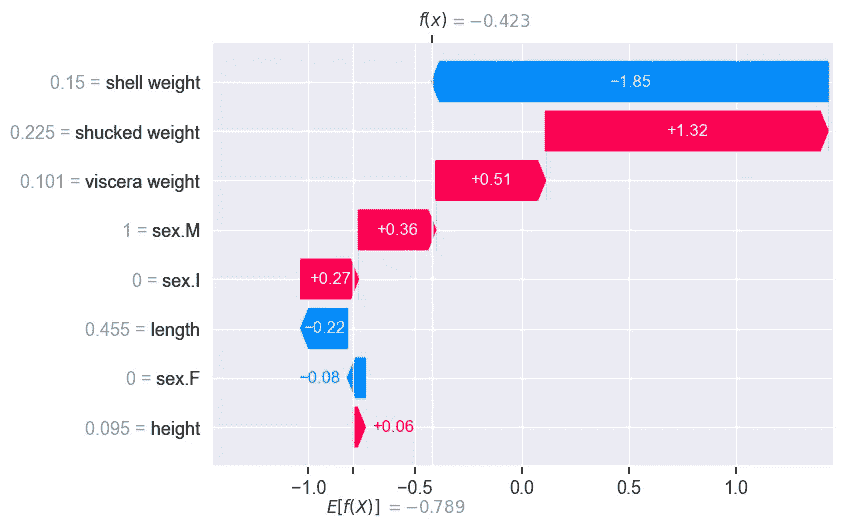 f(x) = −0.423
0.15 = shell weight
−1.85
0.225 = shucked weight
+1.32
0.101 = viscera weight
+0.51
1 = sex.M
+0.36
0 = sex.I
+0.27
0.455 = length
−0.22
0 = sex.F
−0.08
0.095 = height
+0.06
−1.0 −0.5 0.0 0.5 1.0
E[f(X)] = −0.789